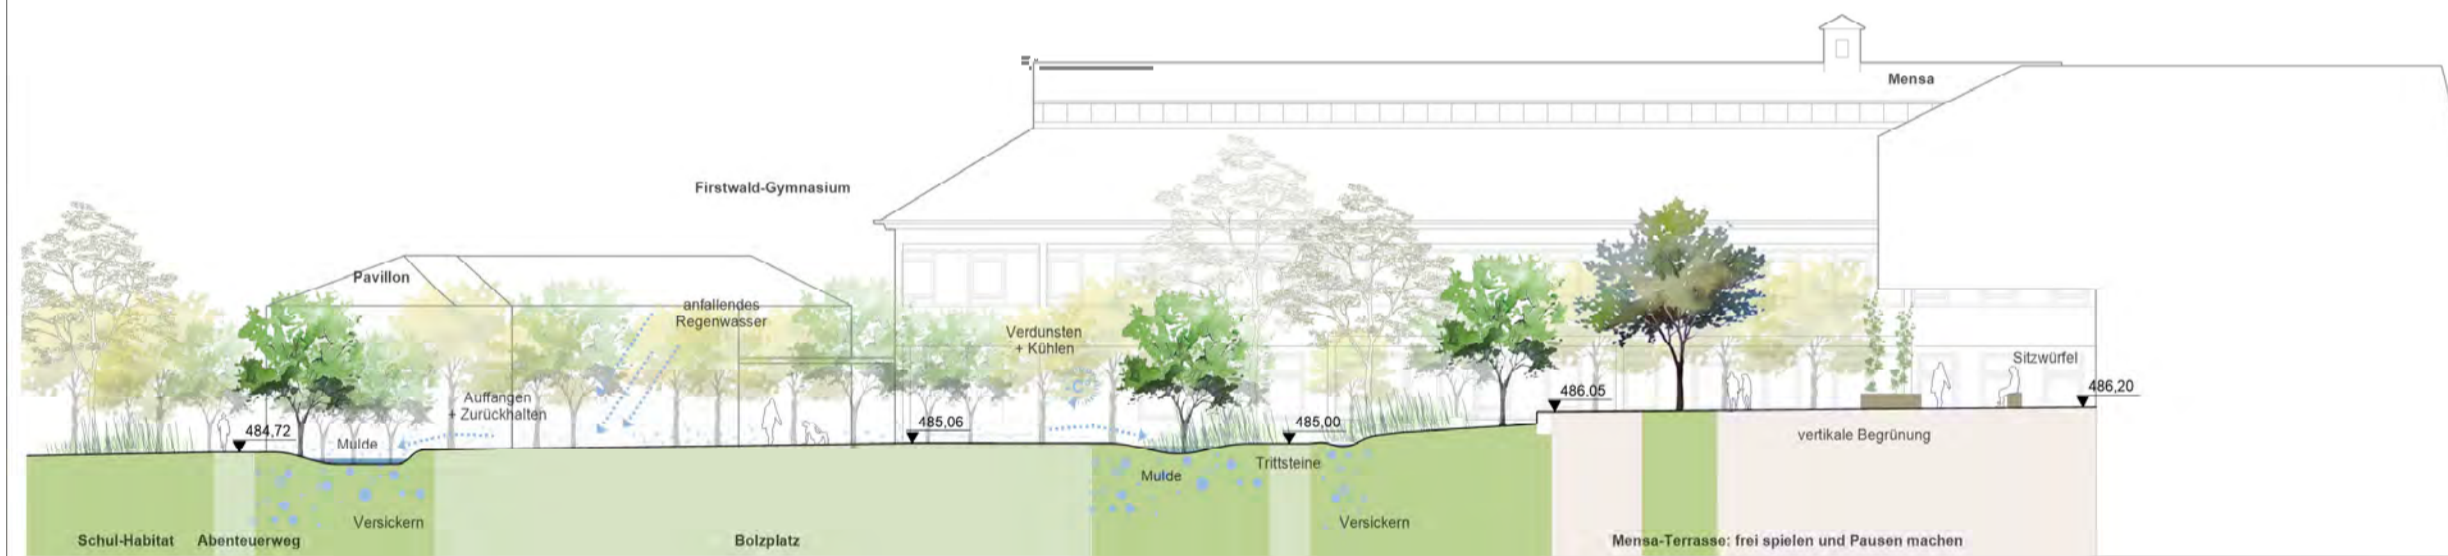 Mensa
Firstwald-Gymnasium
Pavillon
anfallendes
Regenwasser
Verdunsten
+ Kühlen
Sitzwürfel
486,20
486.05
Auffangen
+ Zurückhalten
485,06
485,00
484,72
Mulde
vertikale Begrünung
Trittsteine
Mulde
Versickern
Versickern
Schul-Habitat
Abenteuerweg
Bolzplatz
Mensa-Terrasse: frei spielen und Pausen machen